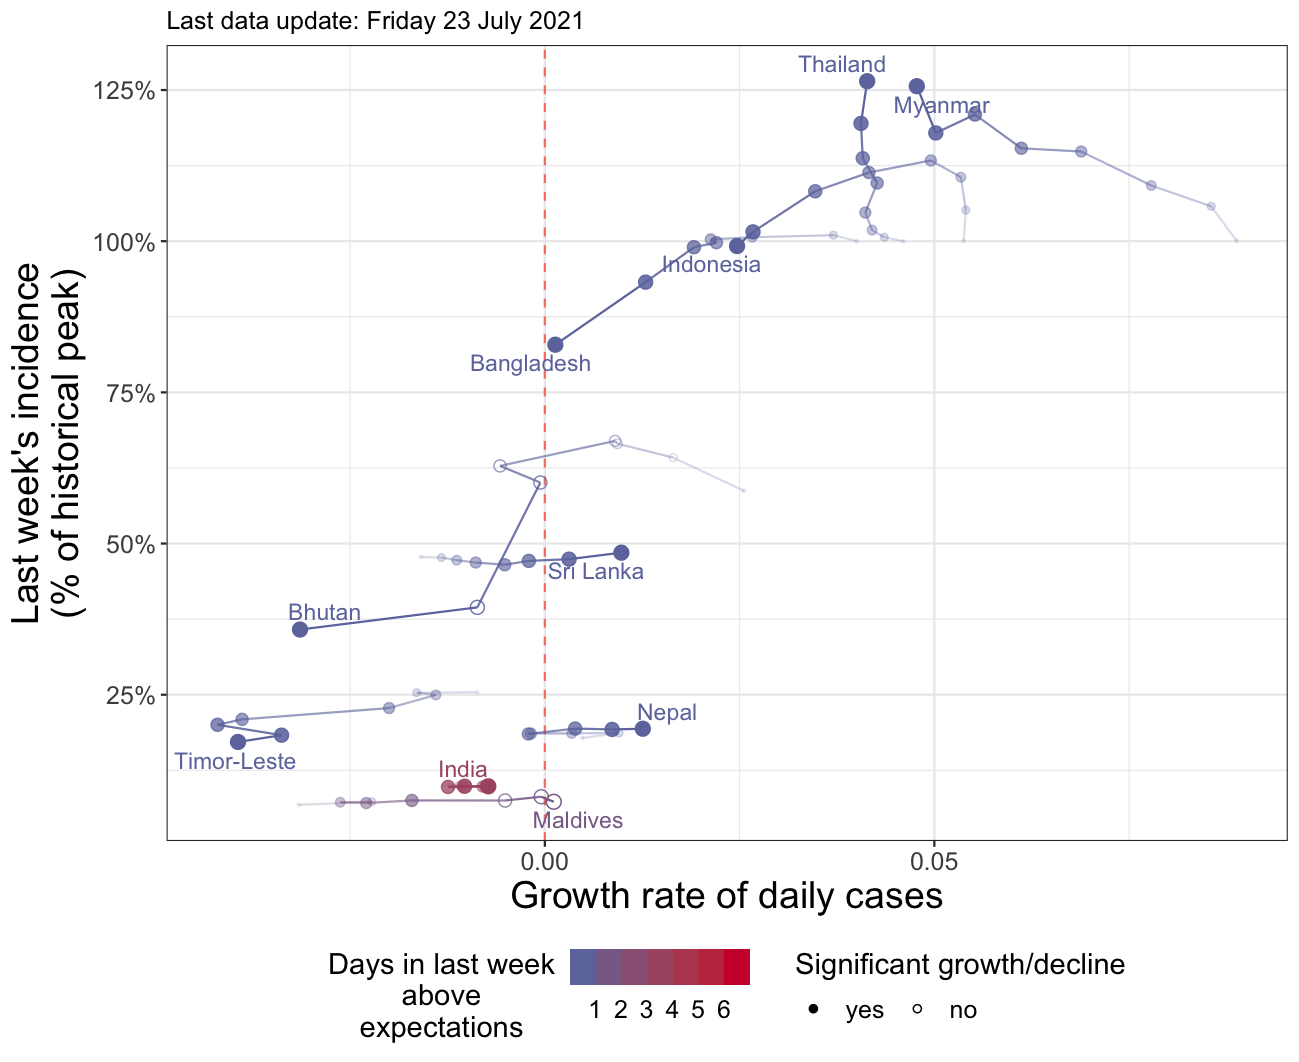 Last data update: Friday 23 July 2021
Thailand
125%
Myanmar
100%
Indonesia
Bangladesh
75%
50%
Sri Lanka
Bhutan
25%
Nepal
Timor-Leste
India
Maldives
Last week's incidence
(% of historical peak)
0.00
0.05
Growth rate of daily cases
Days in last week
above
expectations
1 2 3 4 5 6
Significant growth/decline
yes
no